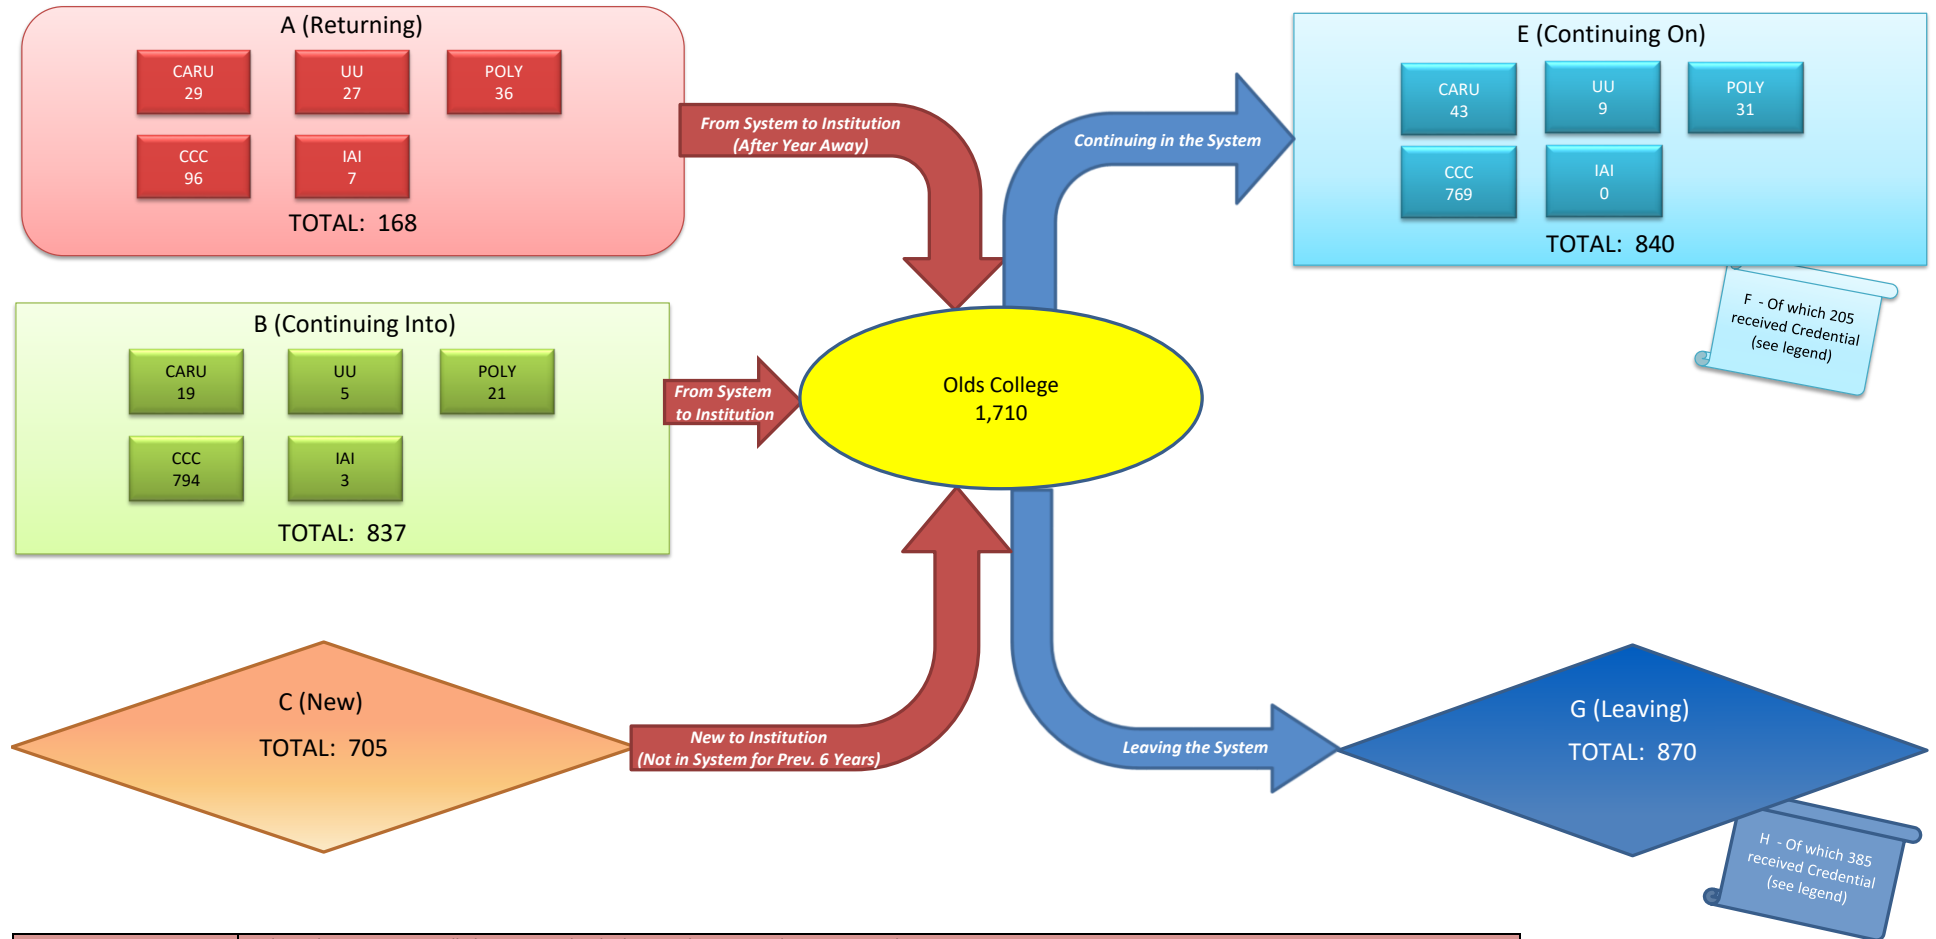 A (Returning)
CARU
29
UU
27
POLY
36
CCC
96
IAI
7
TOTAL: 168
From System to Institution
(After Year Away)
Continuing in the System
E (Continuing On)
CARU
43
UU
9
POLY
31
CCC
769
IAI
0
TOTAL: 840
F - Of which 205
received Credential
(see legend)
B (Continuing Into)
CARU
19
UU
5
POLY
21
CCC
794
IAI
3
TOTAL: 837
From System
to Institution
Olds College
1,710
C (New)
TOTAL: 705
New to Institution
(Not in System for Prev. 6 Years)
Leaving the System
G (Leaving)
TOTAL: 870
H - Of which 385
received Credential
(see legend)